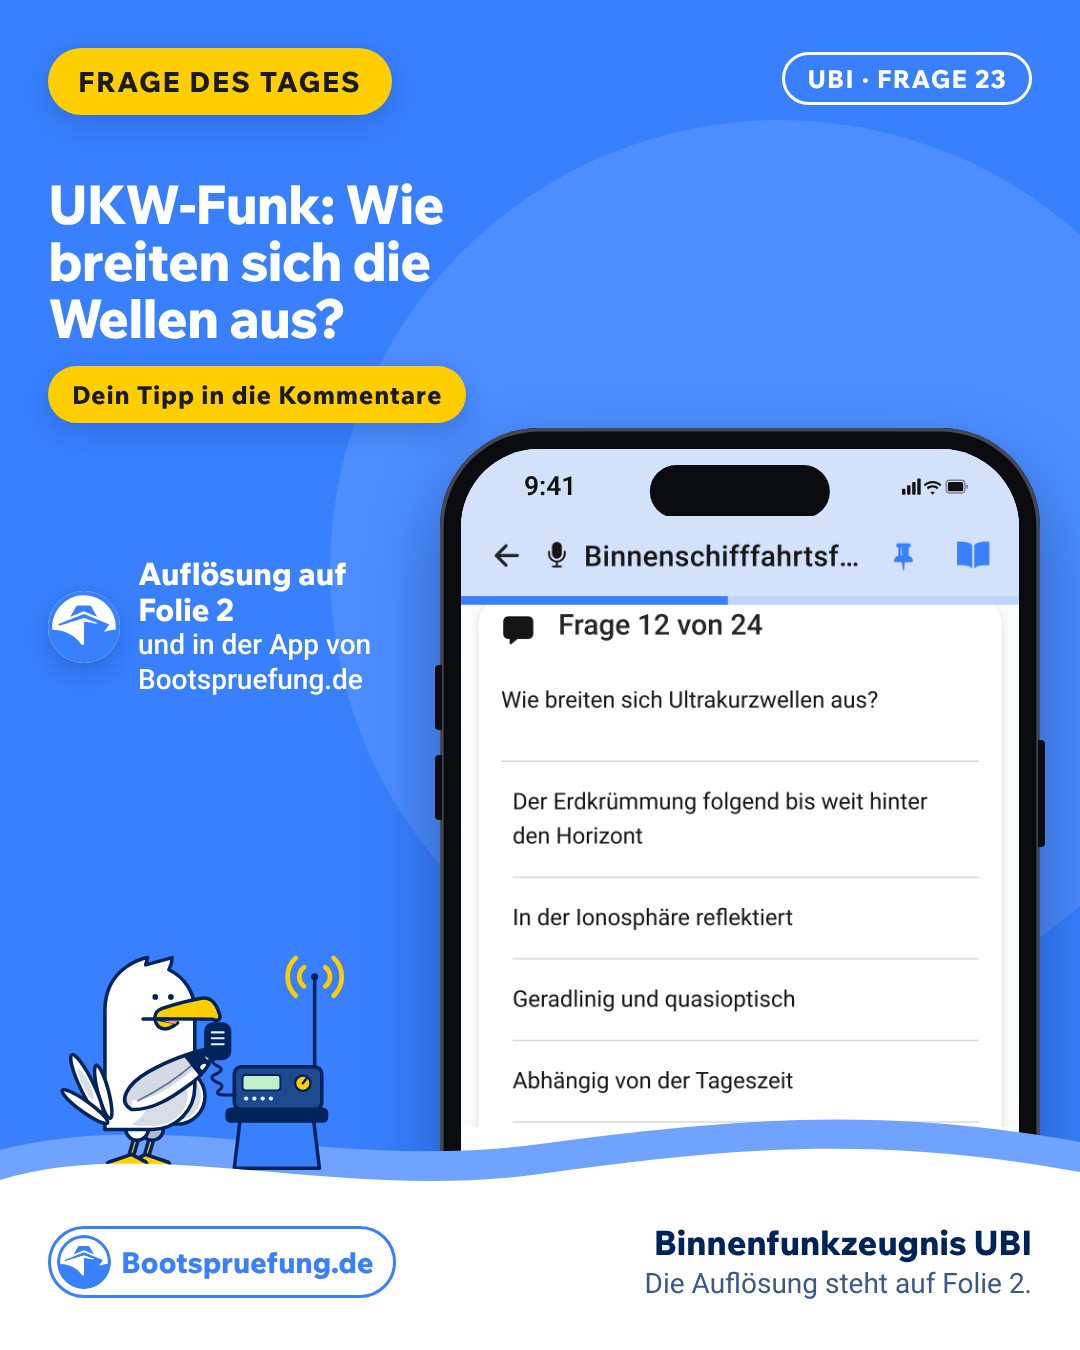 FRAGE DES TAGES
UBI · FRAGE 23
UKW-Funk: Wie
breiten sich die
Wellen aus?
Dein Tipp in die Kommentare
Auflösung auf
Folie 2
und in der App von
Bootspruefung.de
9:41
Binnenschifffahrtsf...
Frage 12 von 24
Wie breiten sich Ultrakurzwellen aus?
Der Erdkrümmung folgend bis weit hinter
den Horizont
In der Ionosphäre reflektiert
Geradlinig und quasioptisch
Abhängig von der Tageszeit
Bootspruefung.de
Binnenfunkzeugnis UBI
Die Auflösung steht auf Folie 2.